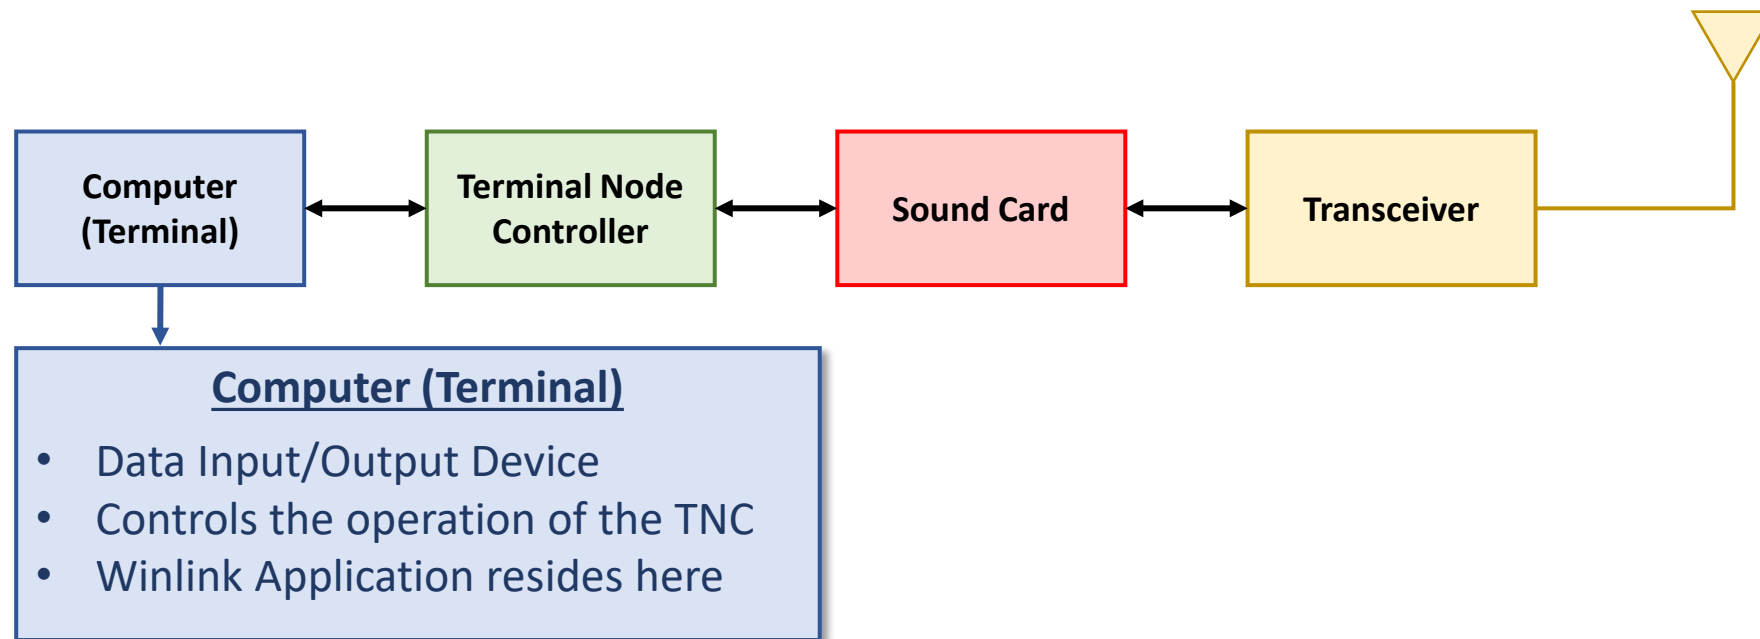 Computer
(Terminal)
Terminal Node
Controller
Sound Card
Transceiver
Computer (Terminal)
• Data Input/Output Device
• Controls the operation of the TNC
• Winlink Application resides here